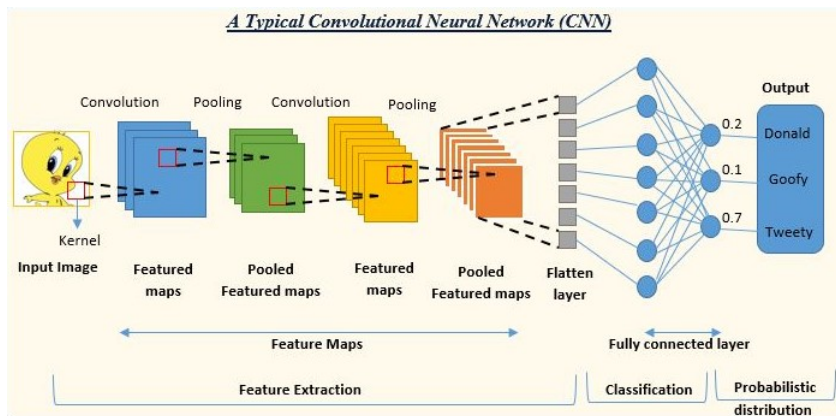 A Typical Convolutional Neural Network (CNN)
Convolution
Pooling
Convolution
Pooling
Output
0.2
Donald
0.1
Goofy
0.7
Tweety
Kernel
Input Image
Featured
maps
Pooled
Featured maps
Featured
maps
Pooled
Featured maps
Flatten
layer
Feature Maps
Fully connected layer
Feature Extraction
Classification
Probabilistic
distribution